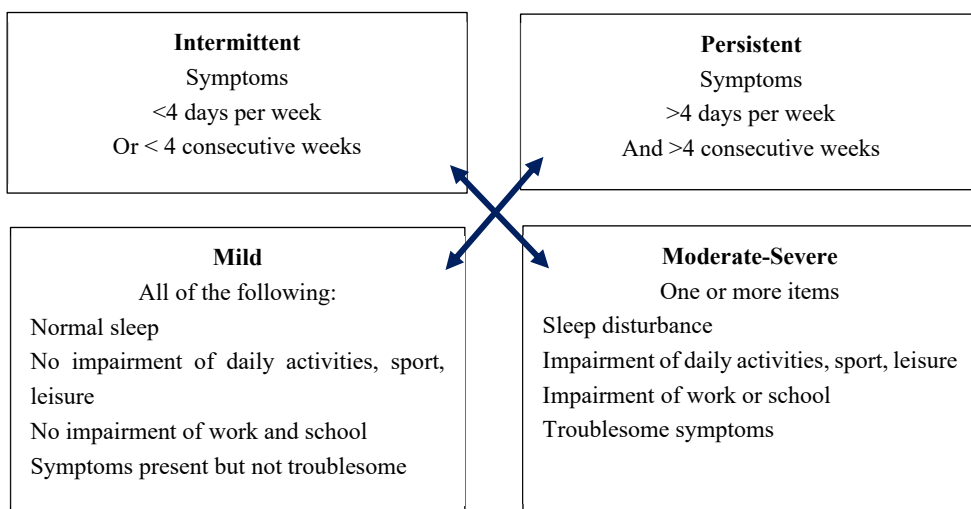 Intermittent
Symptoms
<4 days per week
Or < 4 consecutive weeks
Persistent
Symptoms
>4 days per week
And >4 consecutive weeks
Mild
All of the following:
Normal sleep
No impairment of daily activities, sport,
leisure
No impairment of work and school
Symptoms present but not troublesome
Moderate-Severe
One or more items
Sleep disturbance
Impairment of daily activities, sport, leisure
Impairment of work or school
Troublesome symptoms